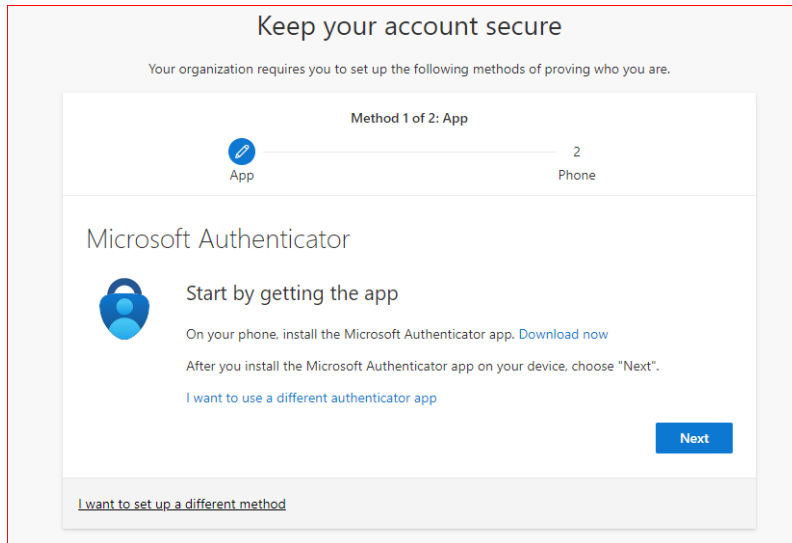 Keep your account secure
Your organization requires you to set up the following methods of proving who you are.
Method 1 of 2: App
2
App
Phone
Microsoft Authenticator
Start by getting the app
On your phone, install the Microsoft Authenticator app. Download now
After you install the Microsoft Authenticator app on your device, choose "Next".
I want to use a different authenticator app
Next
I want to set up a different method